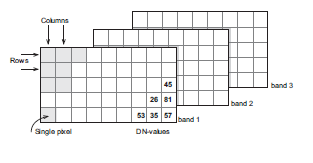 Columns
Rows
band 3
45
26 81
band 2
53 35 57
band 1
Single pixel
DN-values